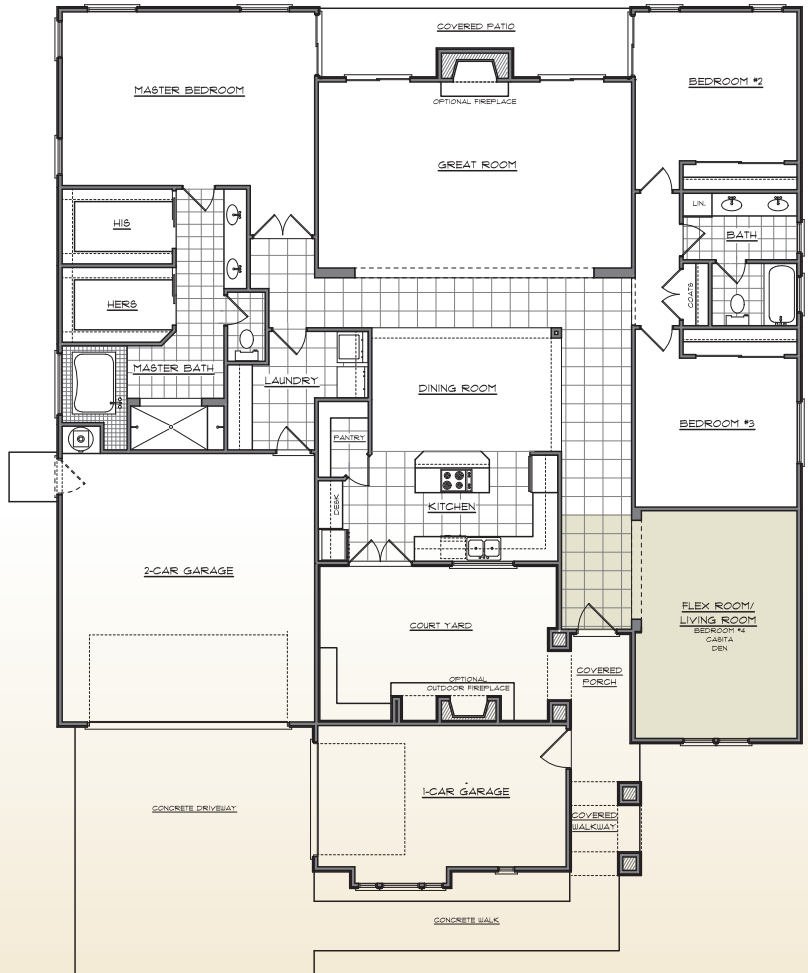 COVERED PATIO
MASTER BEDROOM
BEDROOM #2
OPTIONAL FIREPLACE
GREAT ROOM
HIS
LIN.
BATH
HERS
COATS
MASTER BATH
LAUNDRY
DINING ROOM
BEDROOM #3
PANTRY
DESK
KITCHEN
2-CAR GARAGE
FLEX ROOM/
LIVING ROOM
BEDROOM #4
CASITA
DEN
COURT YARD
COVERED
PORCH
OPTIONAL
OUTDOOR FIREPLACE
1-CAR GARAGE
CONCRETE DRIVEWAY
COVERED
WALKWAY
CONCRETE WALK